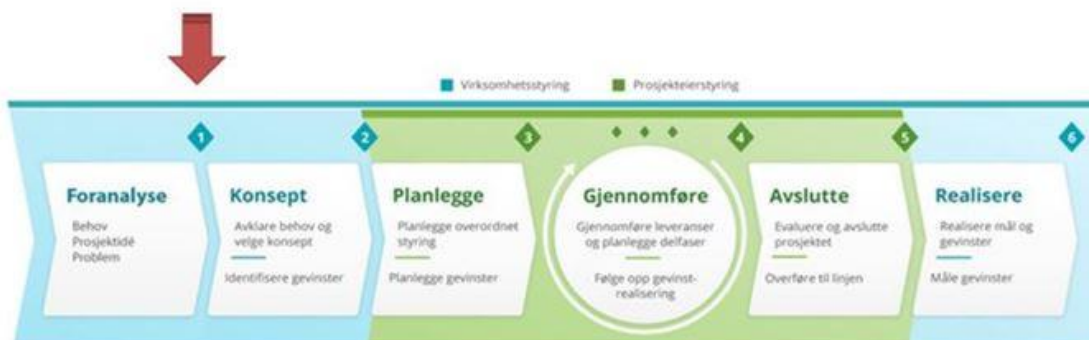 Virksomhetsstyring
Prosjekteierstyring
1
2
3
4
5
6
Foranalyse
Behov
Prosjektidé
Problem
Konsept
Avklare behov og
velge konsept
Identifisere gevinster
Planlegge
Planlegge overordnet
styring
Planlegge gevinster
Gjennomføre
Gjennomføre leveranser
og planlegge delfaser
Følge opp gevinst-
realisering
Avslutte
Evaluere og avslutte
prosjektet
Overføre til linjen
Realisere
Realisere mål og
gevinster
Måle gevinster